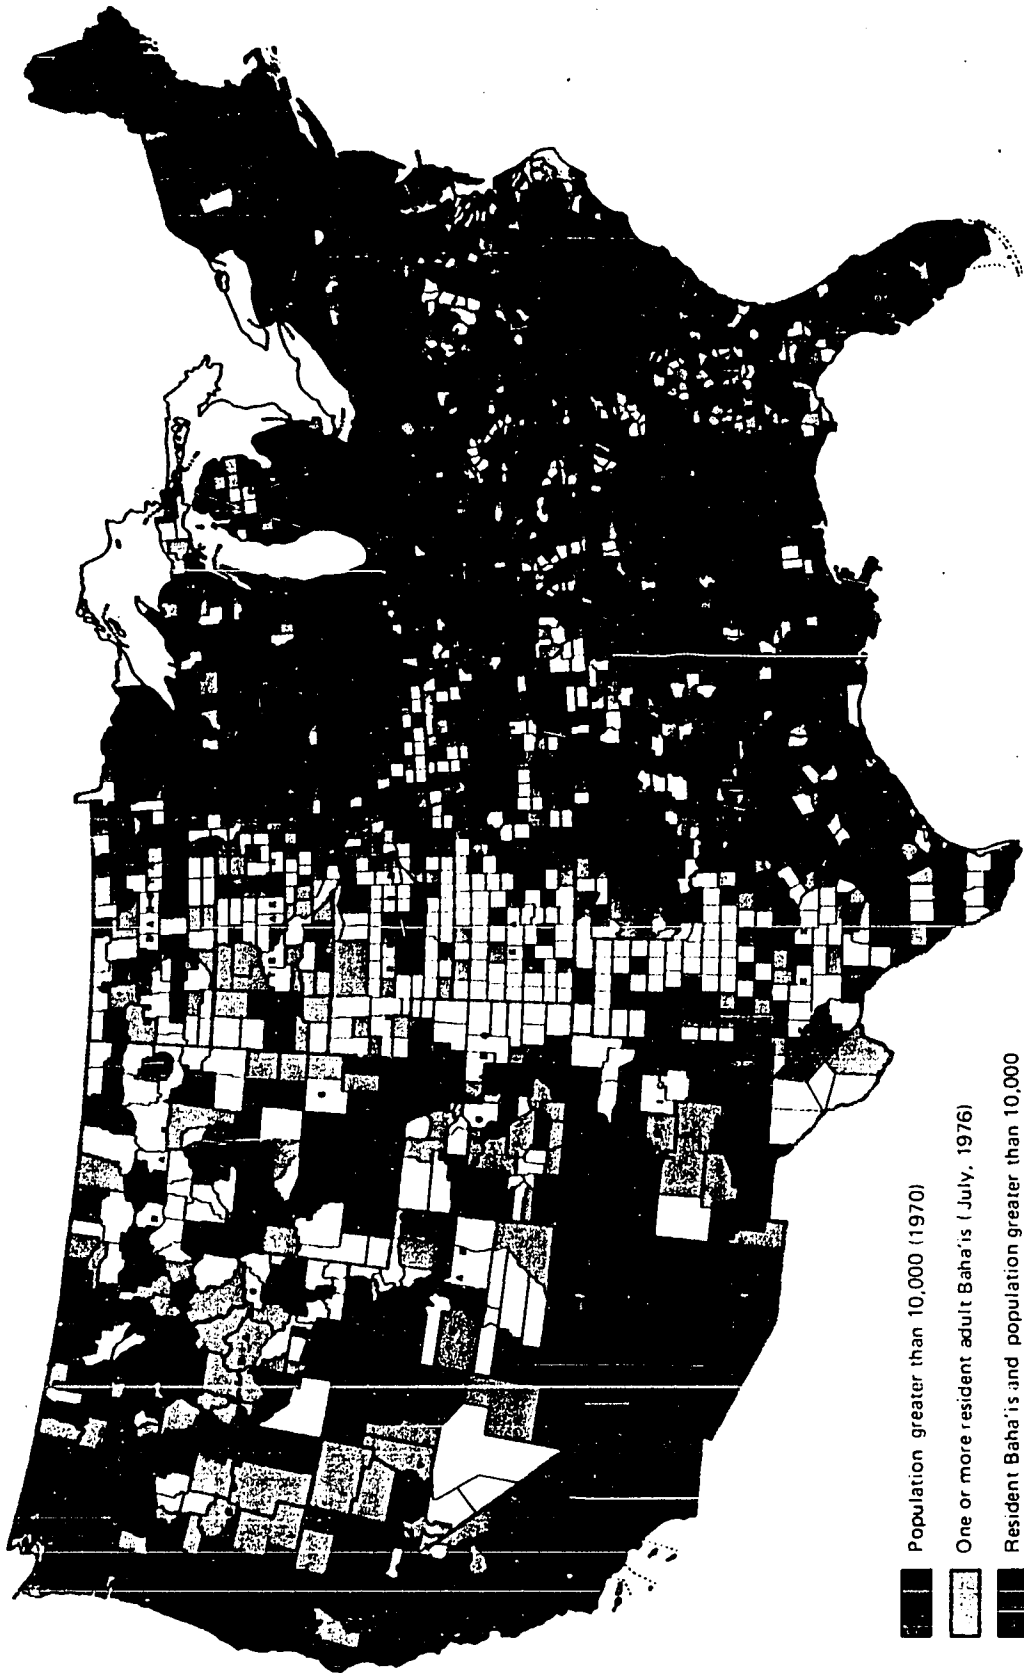 Population greater than 10,000 (1970)
One or more resident adult Baha'is ( July, 1976)
Resident Baha'is and population greater than 10,000